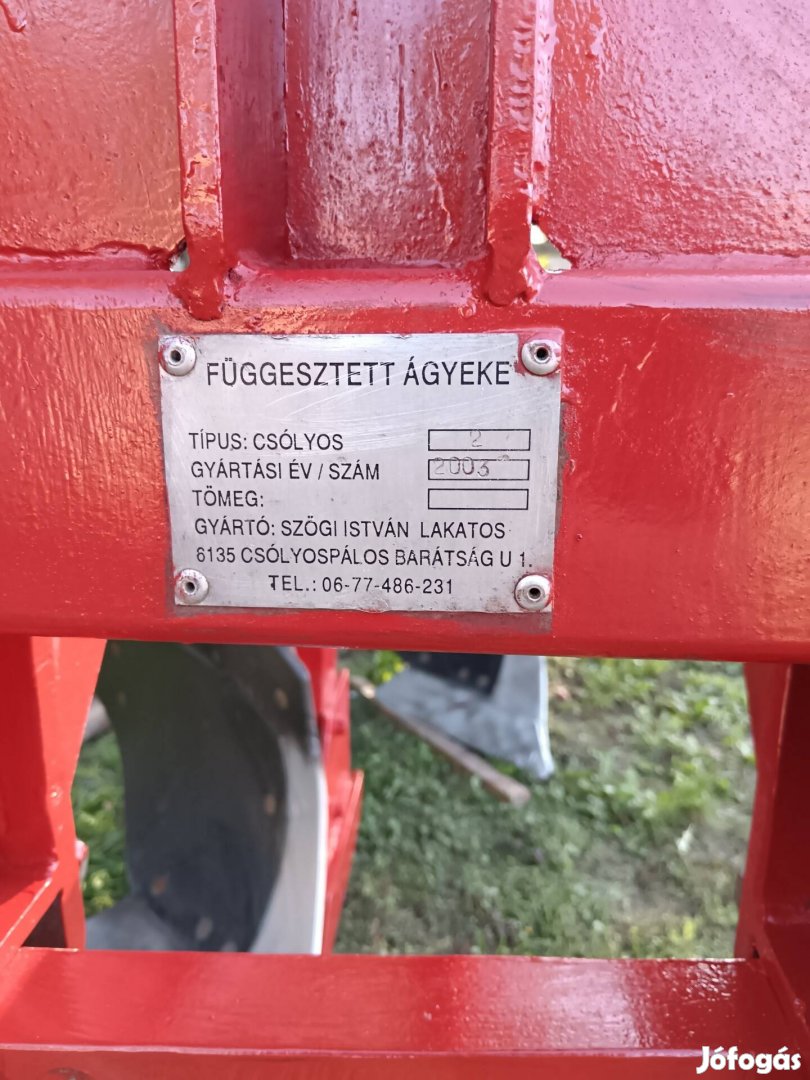 FÜGGESZTETT ÁGYEKE
TÍPUS: CSÓLYOS 2
GYÁRTÁSI ÉV / SZÁM 2003
TÖMEG:
GYÁRTÓ: SZÖGI ISTVÁN LAKATOS
6135 CSÓLYOSPÁLOS BARÁTSÁG U 1.
TEL.: 06-77-486-231
Jófogás